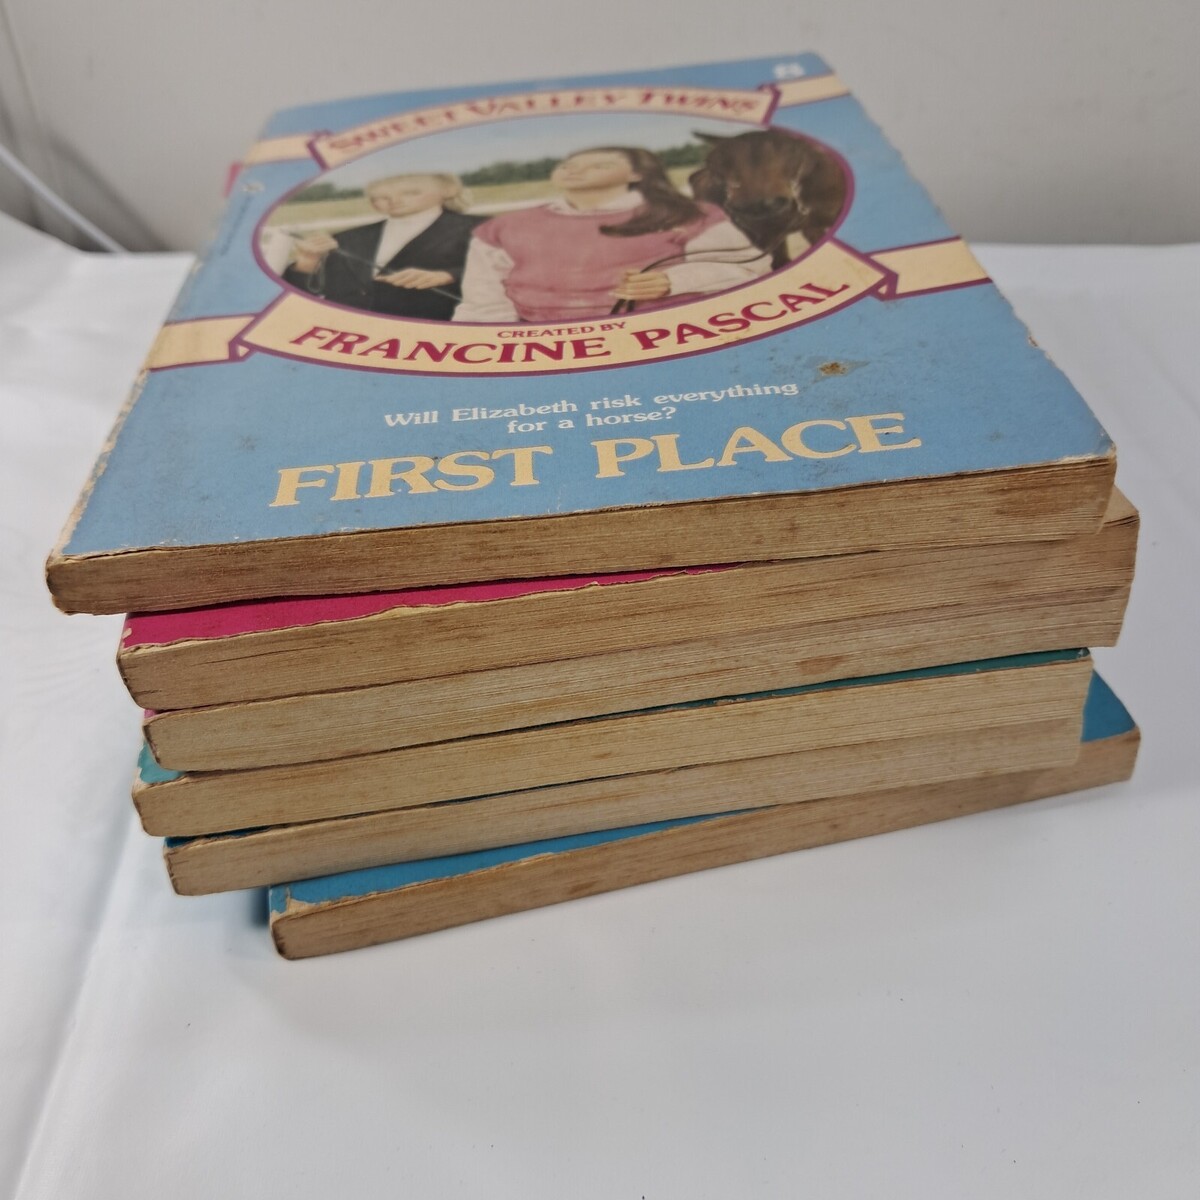 SWEET VALLEY TWINS
CREATED BY
FRANCINE PASCAL
Will Elizabeth risk everything
for a horse?
FIRST PLACE